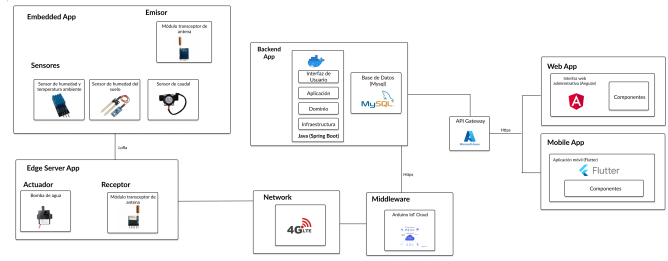 Embedded App
Emisor
Módulo transceptor de
antena
Sensores
Sensor de humedad y
temperatura ambiente
Sensor de humedad del
suelo
Sensor de caudal
LoRa
Edge Server App
Actuador
Bomba de agua
Receptor
Módulo transceptor de
antena
Network
4G LTE
Middleware
Arduino IoT Cloud
Https
Backend
App
Interfaz de
Usuario
Aplicación
Dominio
Infraestructura
Java (Spring Boot)
Base de Datos
(Mysql)
MySQL
API Gateway
Https
Web App
Interfaz web
administrativa (Angular)
Componentes
Mobile App
Aplicación móvil (Flutter)
Flutter
Componentes